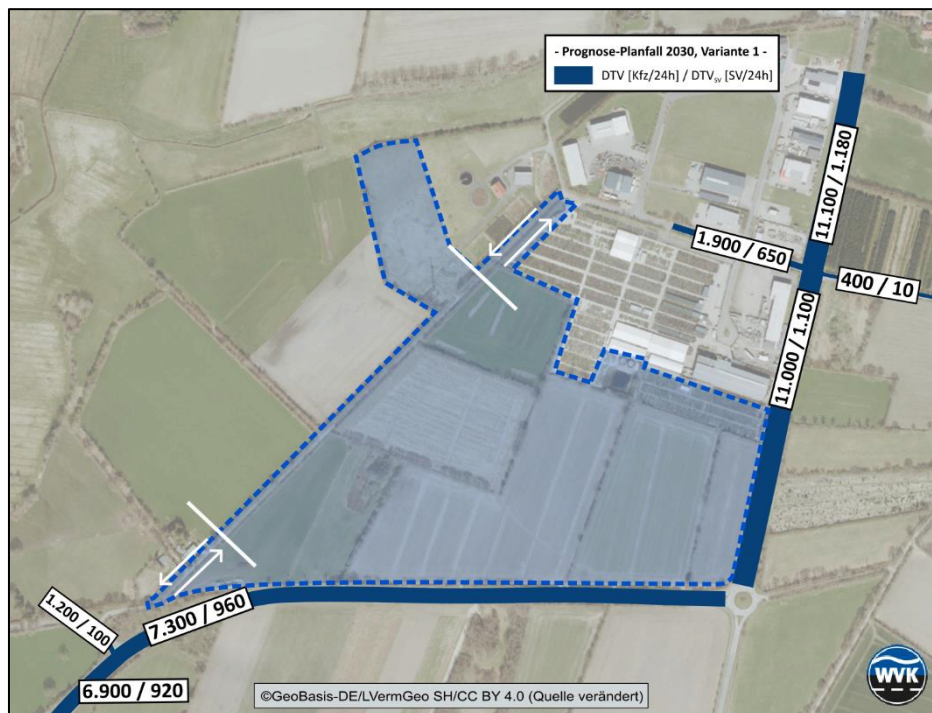 - Prognose-Planfall 2030, Variante 1 -
DTV [Kfz/24h] / DTVsv [SV/24h]
11.100 / 1.180
1.900 / 650
400 / 10
11.000 / 1.100
1.200 / 100
7.300 / 960
6.900 / 920
©GeoBasis-DE/LVermGeo SH/CC BY 4.0 (Quelle verändert)
WVK